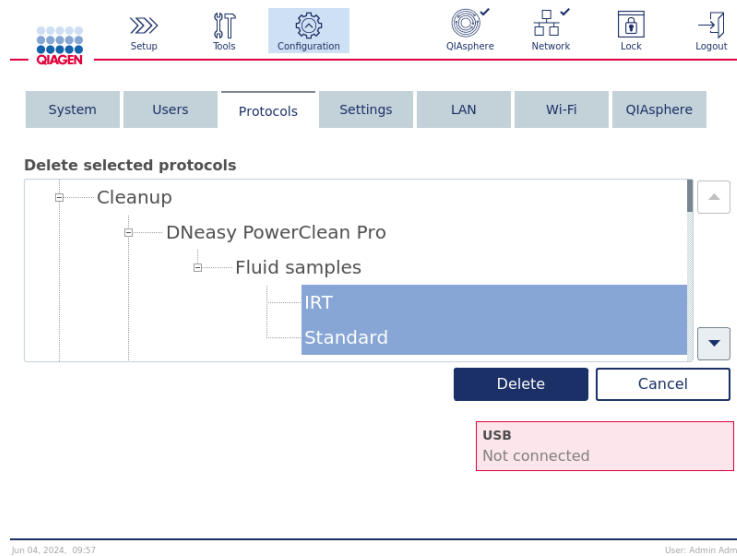 QIAGEN
Setup
Tools
Configuration
QIAsphere
Network
Lock
Logout
System
Users
Protocols
Settings
LAN
Wi-Fi
QIAsphere
Delete selected protocols
Cleanup
DNeasy PowerClean Pro
Fluid samples
IRT
Standard
Delete
Cancel
USB
Not connected
Jun 04, 2024, 09:57
User: Admin Adm